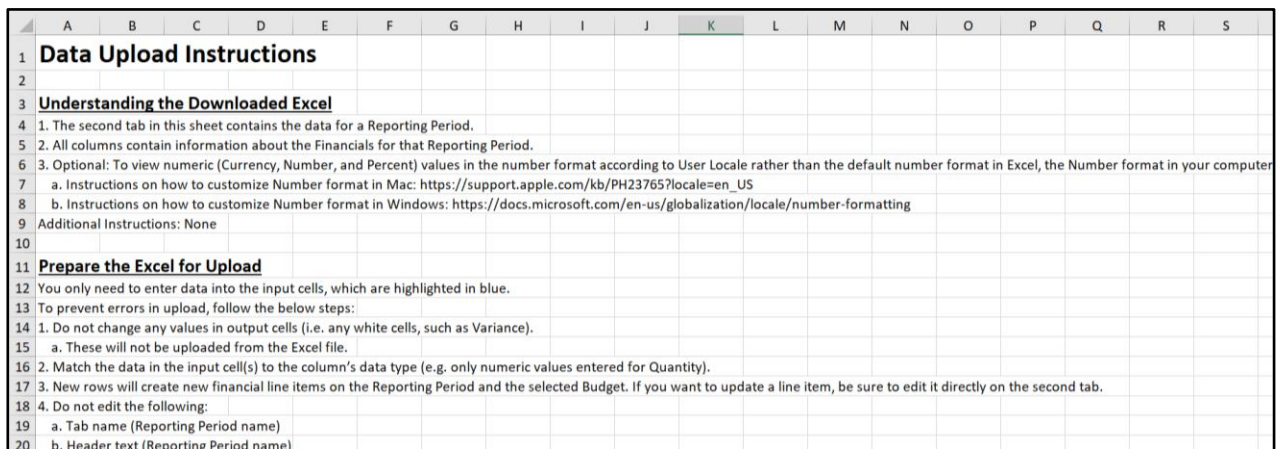 A B C D E F G H I J K L M N O P Q R S
1 Data Upload Instructions
2
3 Understanding the Downloaded Excel
4 1. The second tab in this sheet contains the data for a Reporting Period.
5 2. All columns contain information about the Financials for that Reporting Period.
6 3. Optional: To view numeric (Currency, Number, and Percent) values in the number format according to User Locale rather than the default number format in Excel, the Number format in your computer
7 a. Instructions on how to customize Number format in Mac: https://support.apple.com/kb/PH23765?locale=en_US
8 b. Instructions on how to customize Number format in Windows: https://docs.microsoft.com/en-us/globalization/locale/number-formatting
9 Additional Instructions: None
10
11 Prepare the Excel for Upload
12 You only need to enter data into the input cells, which are highlighted in blue.
13 To prevent errors in upload, follow the below steps:
14 1. Do not change any values in output cells (i.e. any white cells, such as Variance).
15 a. These will not be uploaded from the Excel file.
16 2. Match the data in the input cell(s) to the column's data type (e.g. only numeric values entered for Quantity).
17 3. New rows will create new financial line items on the Reporting Period and the selected Budget. If you want to update a line item, be sure to edit it directly on the second tab.
18 4. Do not edit the following:
19 a. Tab name (Reporting Period name)
20 b. Header text (Reporting Period name)